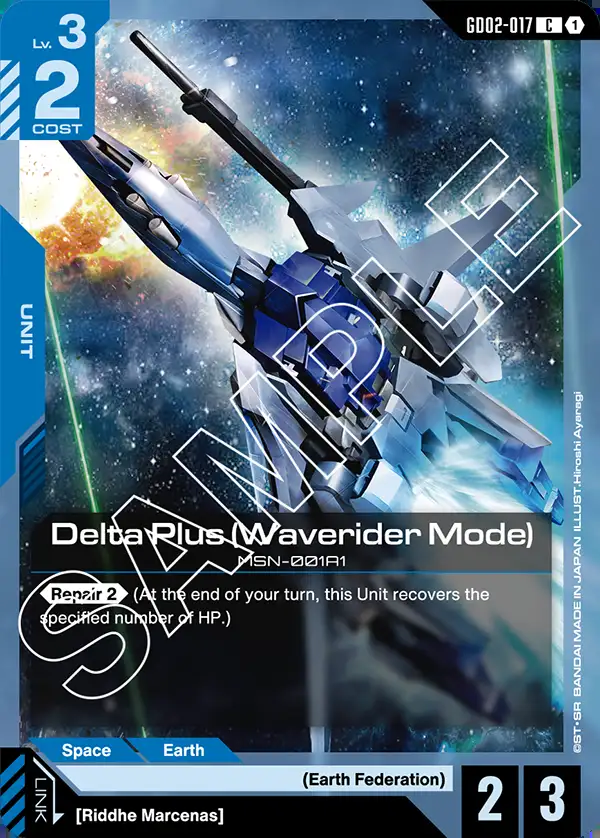 GD02-017 C 1
Lv. 3
2
COST
UNIT
SAMPLE
Delta Plus (Waverider Mode)
MSN-001A1
Repair 2 (At the end of your turn, this Unit recovers the
specified number of HP.)
©ST·SR BANDAI MADE IN JAPAN ILLUST.Hiroshi Ayaragi
Space Earth
(Earth Federation)
LINK
[Riddhe Marcenas]
2 3